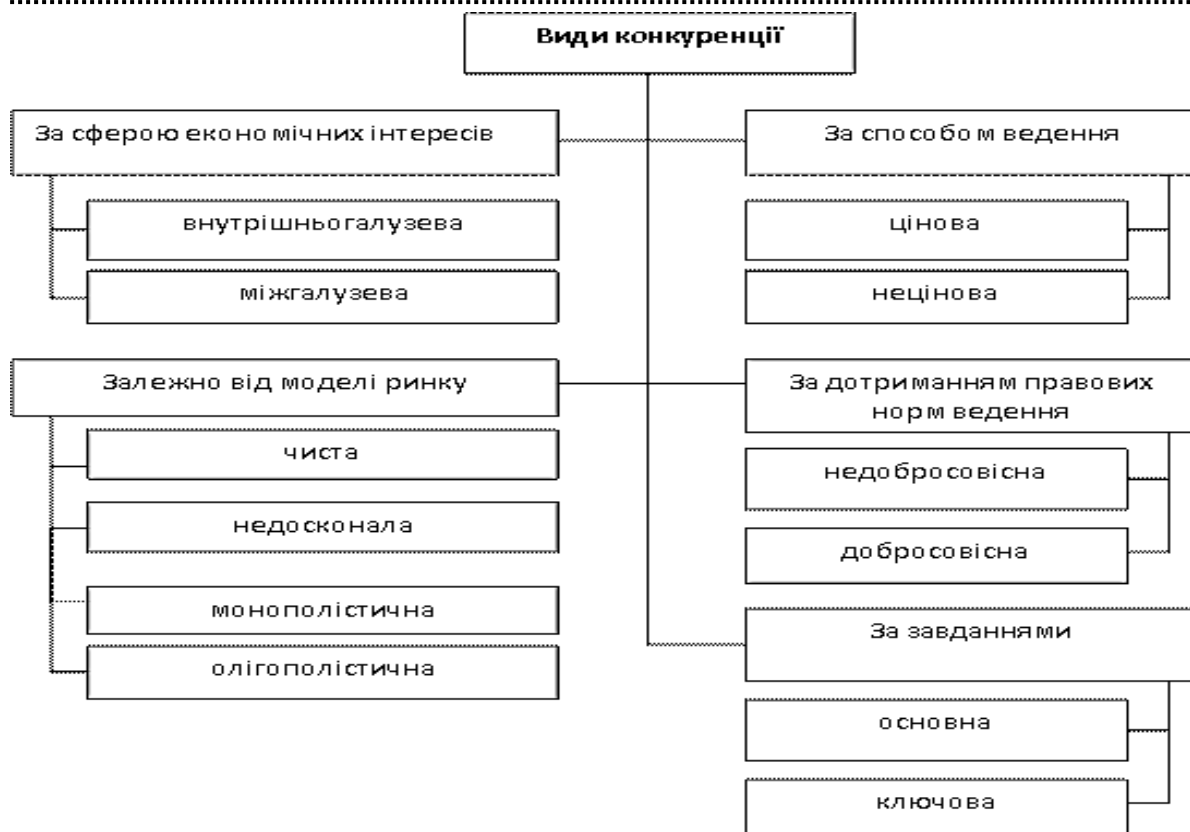 Види конкуренції
За сферою економічних інтересів
внутрішньогалузева
міжгалузева
Залежно від моделі ринку
чиста
недосконала
монополістична
олігополістична
За способом ведення
цінова
нецінова
За дотриманням правових
норм ведення
недобросовісна
добросовісна
За завданнями
основна
ключова